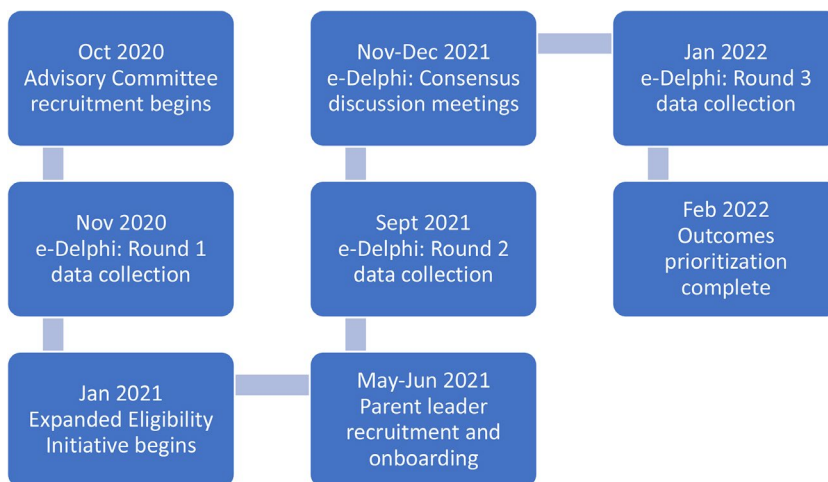 Oct 2020
Advisory Committee
recruitment begins
Nov 2020
e-Delphi: Round 1
data collection
Jan 2021
Expanded Eligibility
Initiative begins
May-Jun 2021
Parent leader
recruitment and
onboarding
Sept 2021
e-Delphi: Round 2
data collection
Nov-Dec 2021
e-Delphi: Consensus
discussion meetings
Jan 2022
e-Delphi: Round 3
data collection
Feb 2022
Outcomes
prioritization
complete